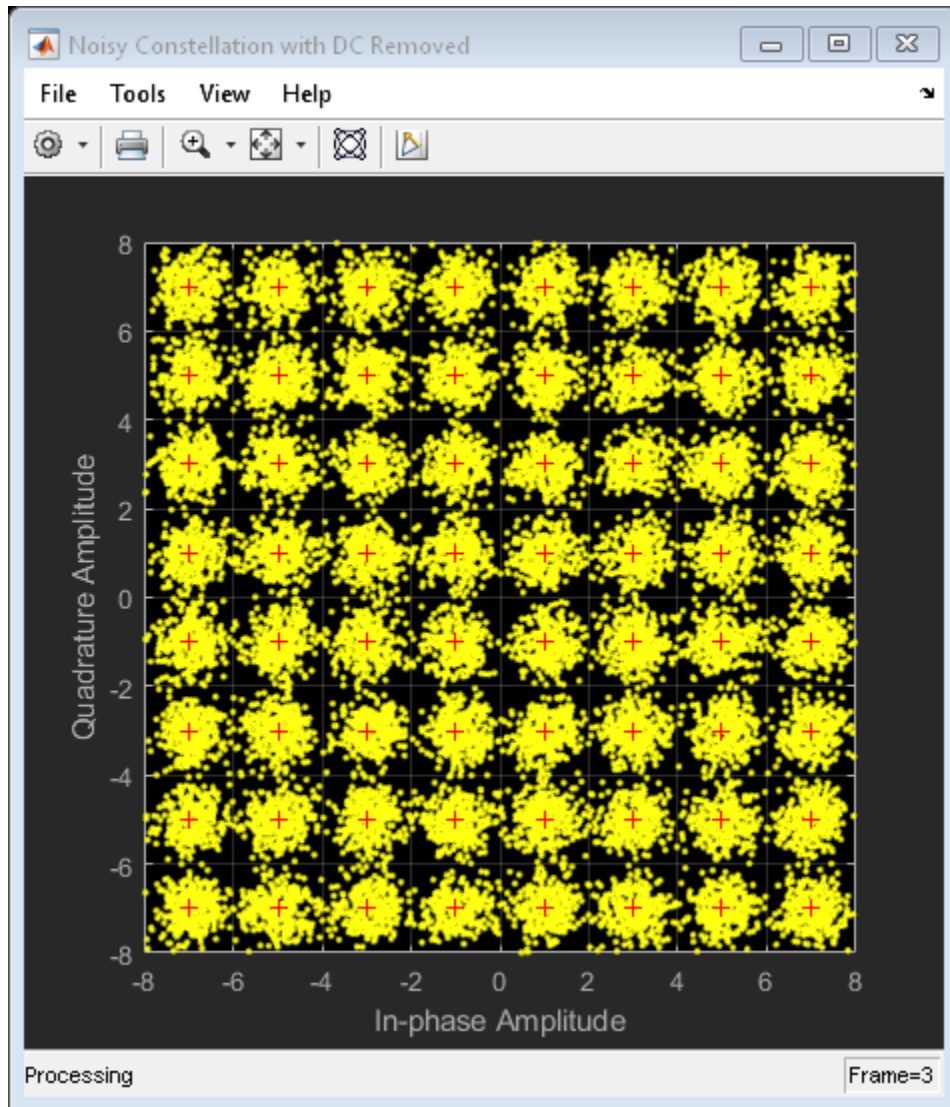 Noisy Constellation with DC Removed
File Tools View Help
8
6
4
2
0
-2
-4
-6
-8
Quadrature Amplitude
-8 -6 -4 -2 0 2 4 6 8
In-phase Amplitude
Processing Frame=3